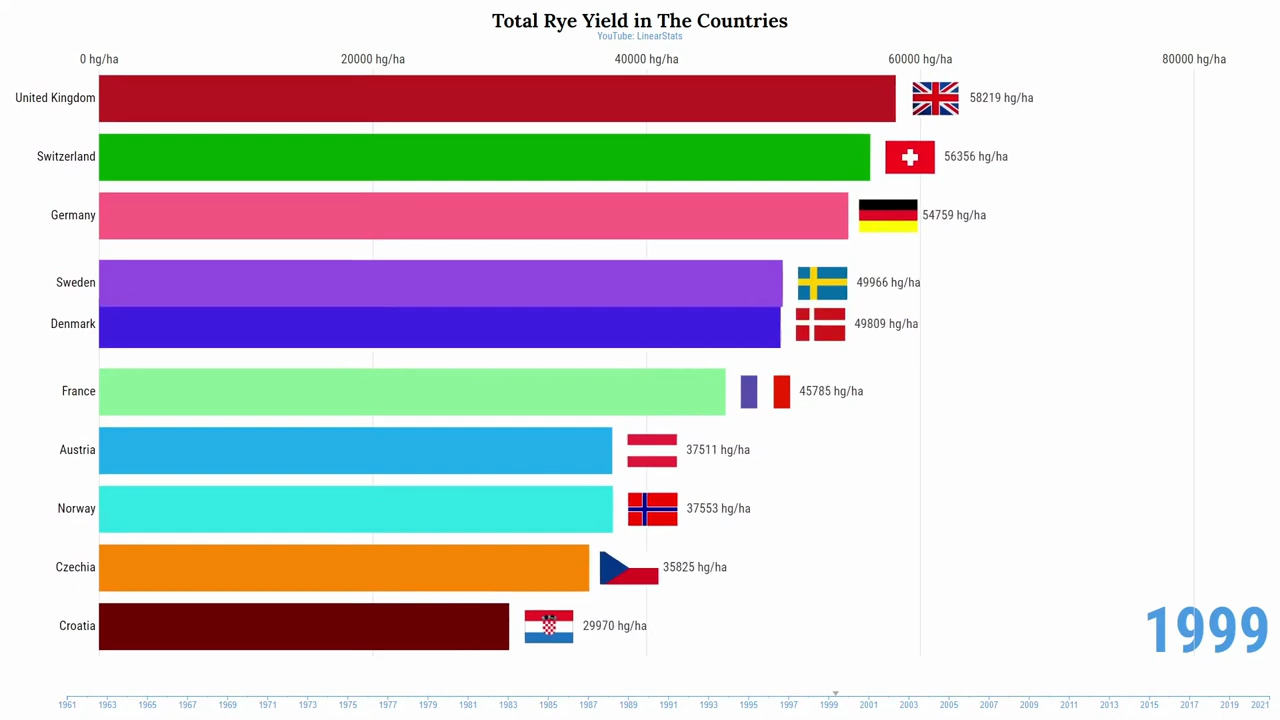 Total Rye Yield in The Countries
YouTube: LinearStats
0 hg/ha 20000 hg/ha 40000 hg/ha 60000 hg/ha 80000 hg/ha
United Kingdom 58219 hg/ha
Switzerland 56356 hg/ha
Germany 54759 hg/ha
Sweden 49966 hg/ha
Denmark 49809 hg/ha
France 45785 hg/ha
Austria 37511 hg/ha
Norway 37553 hg/ha
Czechia 35825 hg/ha
Croatia 29970 hg/ha
1999
1961 1963 1965 1967 1969 1971 1973 1975 1977 1979 1981 1983 1985 1987 1989 1991 1993 1995 1997 1999 2001 2003 2005 2007 2009 2011 2013 2015 2017 2019 2021